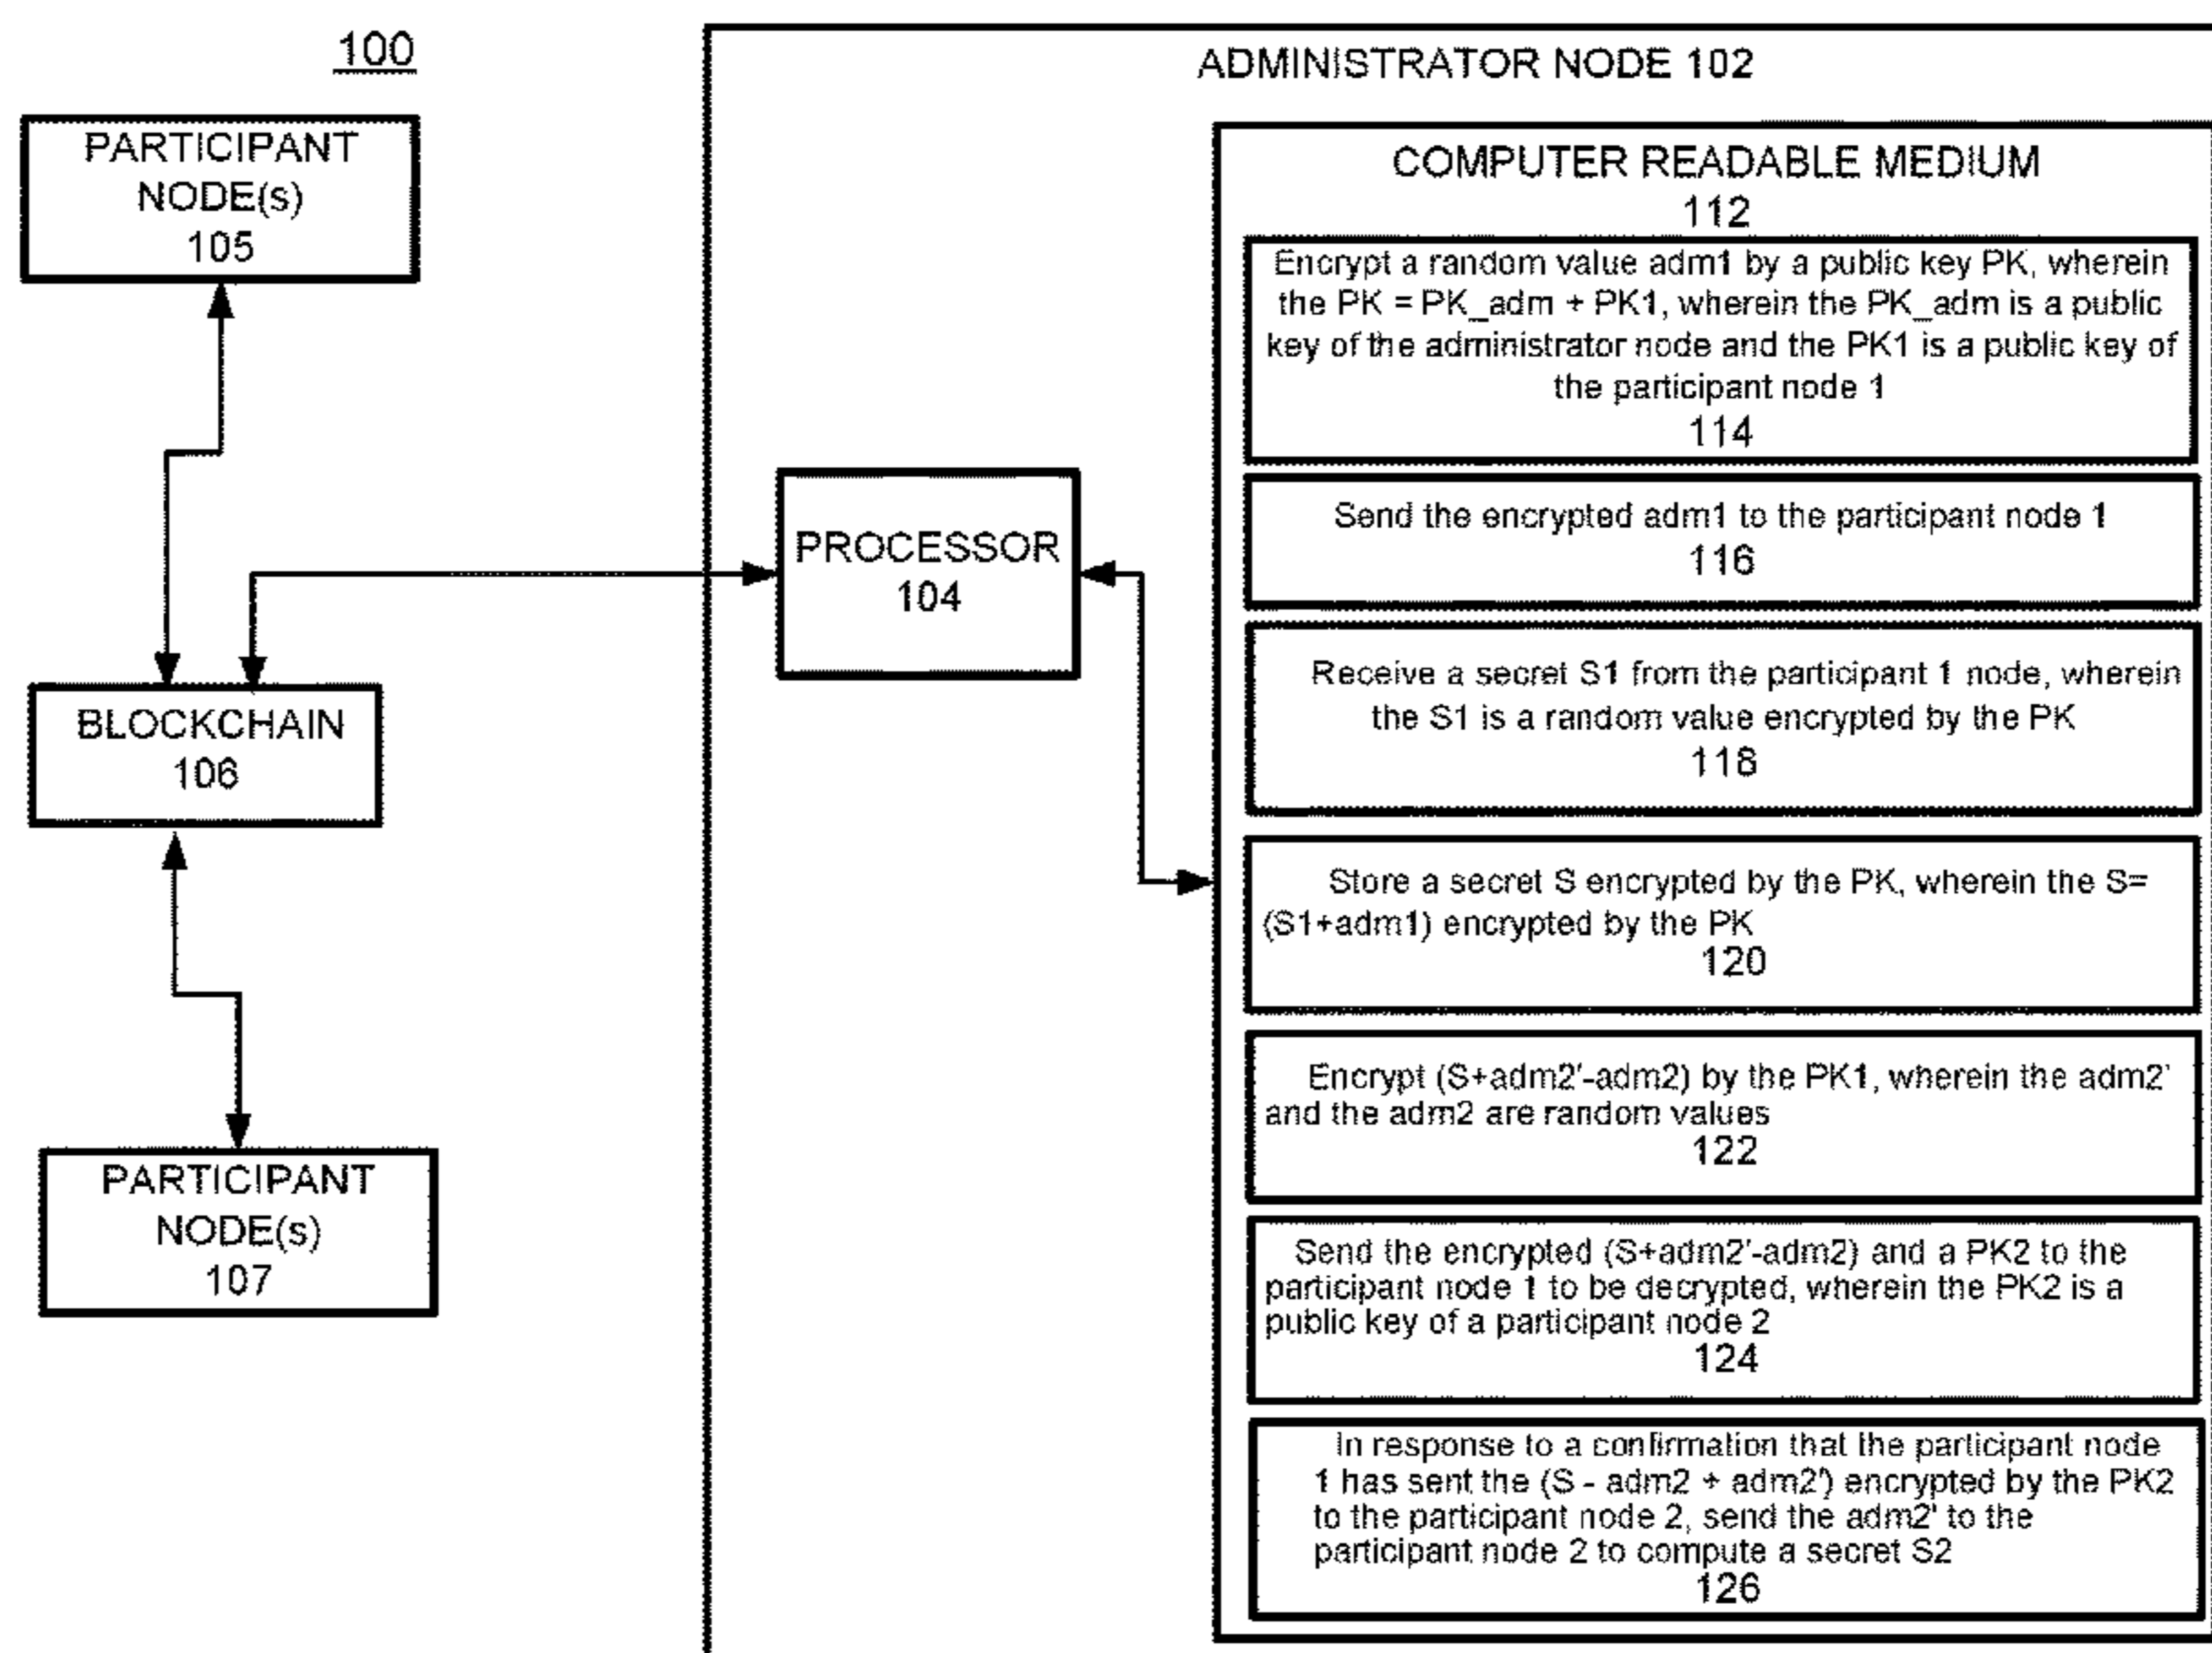 100
PARTICIPANT
NODE(s)
105
BLOCKCHAIN
106
PARTICIPANT
NODE(s)
107
ADMINISTRATOR NODE 102
PROCESSOR
104
COMPUTER READABLE MEDIUM
112
Encrypt a random value adm1 by a public key PK, wherein
the PK = PK_adm + PK1, wherein the PK_adm is a public
key of the administrator node and the PK1 is a public key of
the participant node 1
114
Send the encrypted adm1 to the participant node 1
116
Receive a secret S1 from the participant 1 node, wherein
the S1 is a random value encrypted by the PK
118
Store a secret S encrypted by the PK, wherein the S=
(S1+adm1) encrypted by the PK
120
Encrypt (S+adm2'-adm2) by the PK1, wherein the adm2'
and the adm2 are random values
122
Send the encrypted (S+adm2'-adm2) and a PK2 to the
participant node 1 to be decrypted, wherein the PK2 is a
public key of a participant node 2
124
In response to a confirmation that the participant node
1 has sent the (S - adm2 + adm2') encrypted by the PK2
to the participant node 2, send the adm2' to the
participant node 2 to compute a secret S2
126